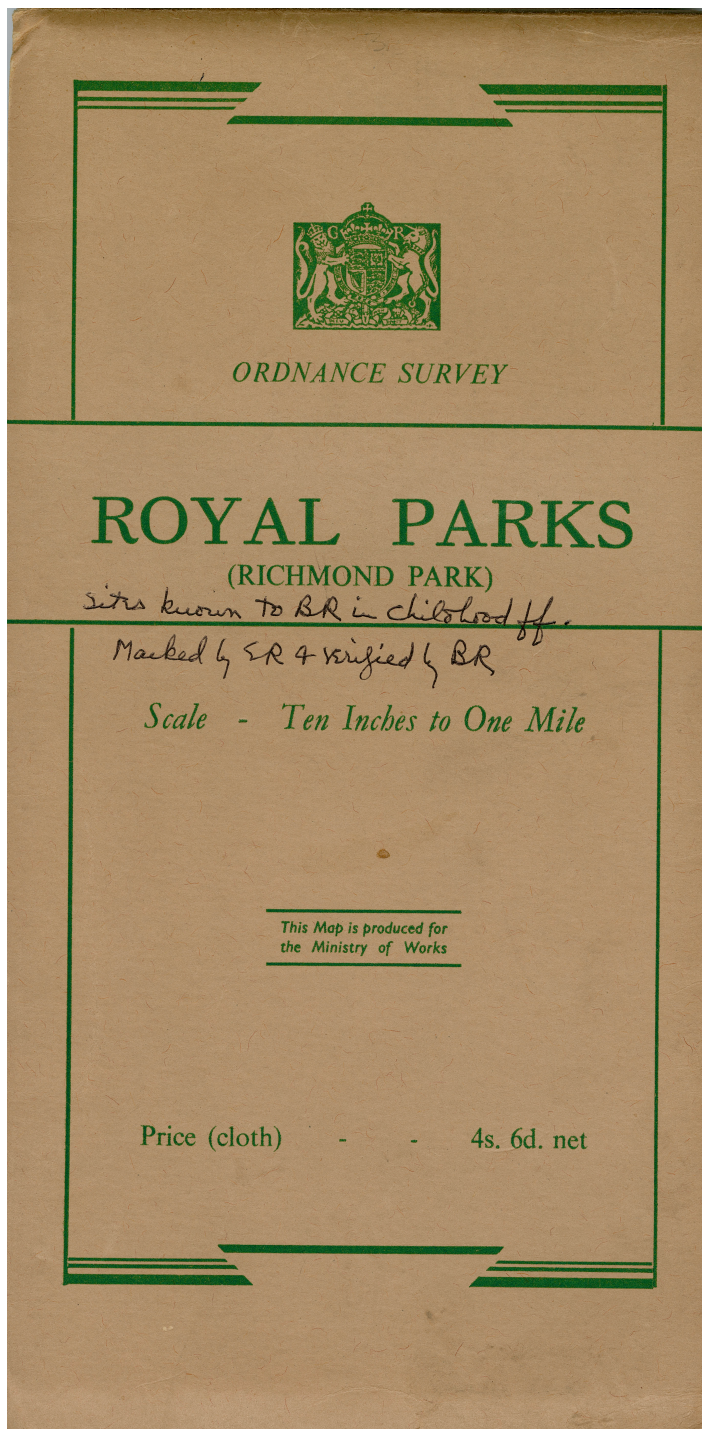 G R
ORDNANCE SURVEY
ROYAL PARKS
(RICHMOND PARK)
Sites known to BR in childhood ff.
Marked by ER & verified by BR
Scale - Ten Inches to One Mile
This Map is produced for
the Ministry of Works
Price (cloth) - - 4s. 6d. net